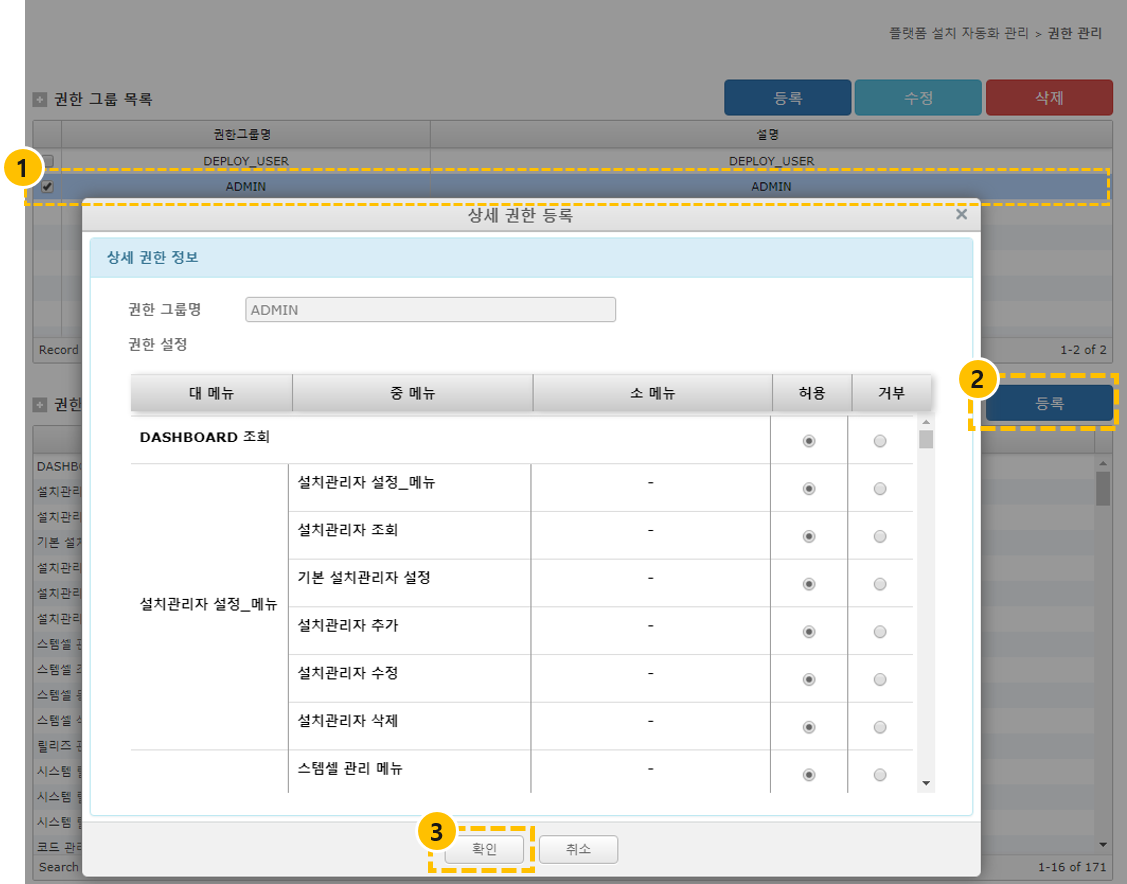 플랫폼 설치 자동화 관리 > 권한 관리
권한 그룹 목록
등록 수정 삭제
권한그룹명 설명
DEPLOY_USER DEPLOY_USER
1
ADMIN ADMIN
상세 권한 등록 ×
상세 권한 정보
권한 그룹명 ADMIN
권한 설정
Record 1-2 of 2
2
권한 등록
대 메뉴 중 메뉴 소 메뉴 허용 거부
DASHBOARD 조회
설치관리자 설정_메뉴
설치관리자 설정_메뉴 -
설치관리자 조회 -
기본 설치관리자 설정 -
설치관리자 추가 -
설치관리자 수정 -
설치관리자 삭제 -
스템셀 관리 메뉴 -
DASHB
설치관리
설치관리
기본 설
설치관리
설치관리
설치관리
스템셀
스템셀
스템셀
스템셀
릴리즈
시스템
시스템
시스템
코드 관
3
확인 취소
Search 1-16 of 171